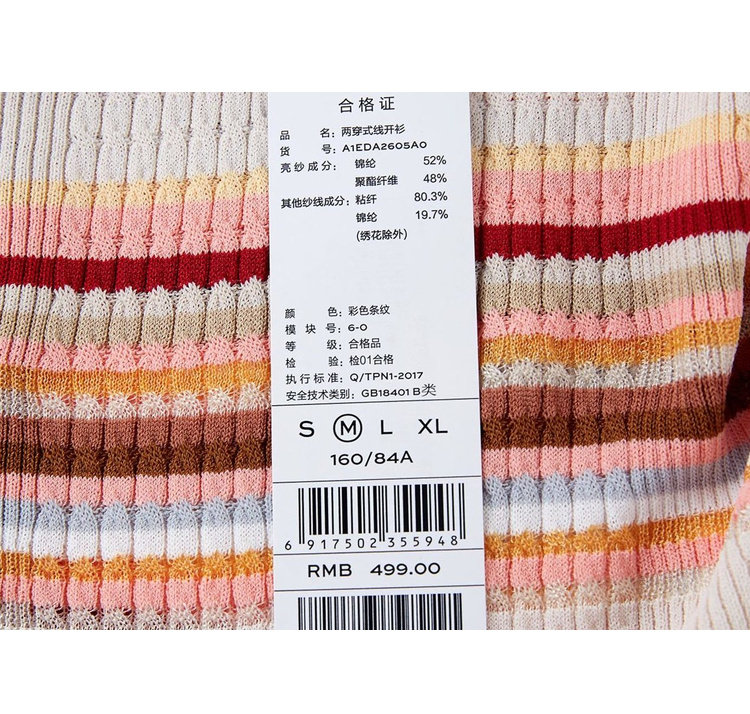 合格证
品 名: 两穿式线开衫
货 号: A1EDA2605A0
亮纱成分: 锦纶 52%
聚酯纤维 48%
其他纱线成分: 粘纤 80.3%
锦纶 19.7%
(绣花除外)
颜 色: 彩色条纹
模 块 号: 6-0
等 级: 合格品
检 验: 检01合格
执行标准: Q/TPN1-2017
安全技术类别: GB18401 B类
S M L XL
160/84A
6 917502 355948
RMB 499.00